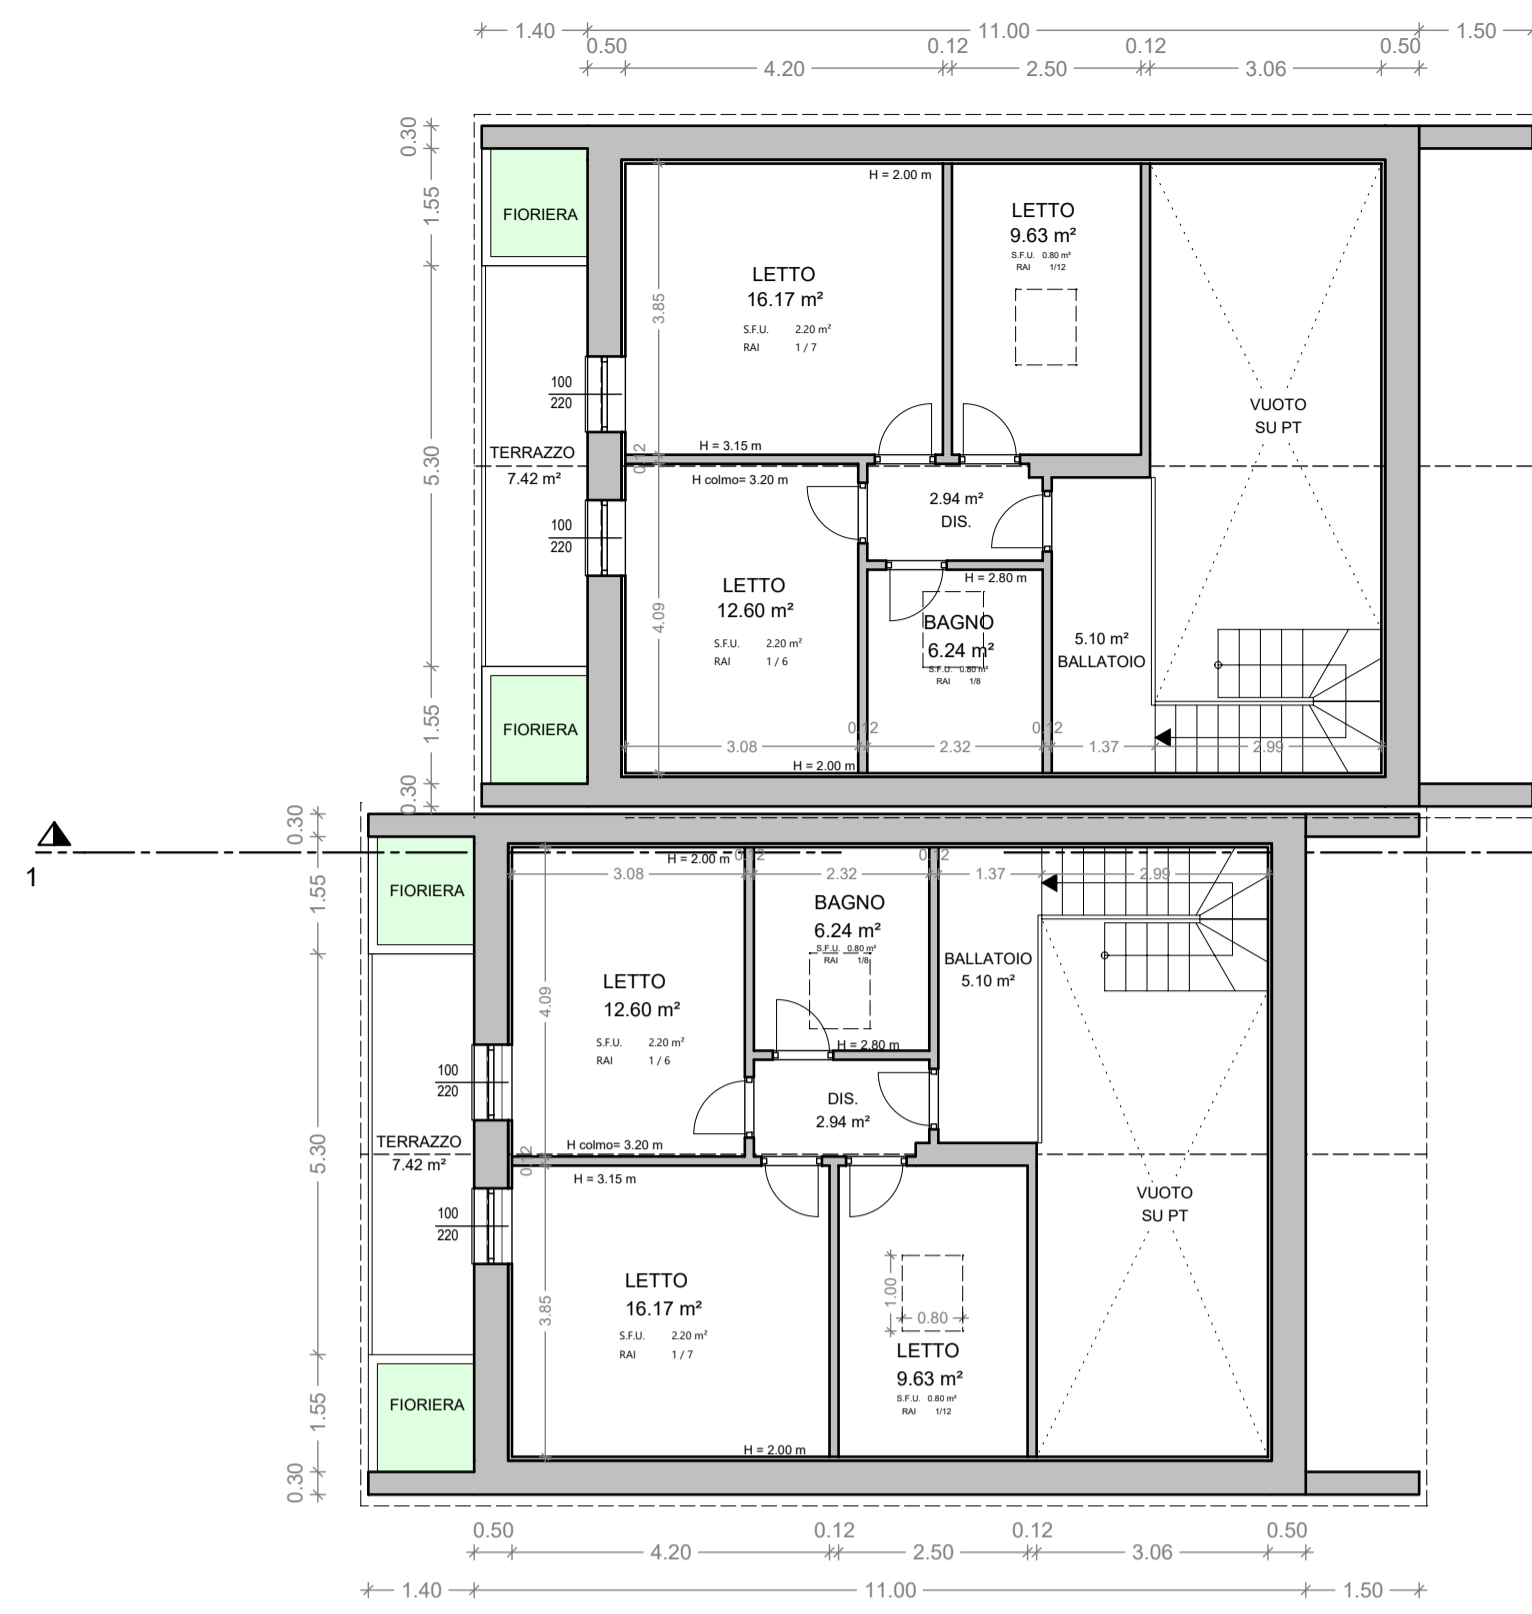 1.40
11.00
1.50
0.50
0.12
0.12
0.50
4.20
2.50
3.06
0.30
1.55
5.30
1.55
0.30
FIORIERA
H = 2.00 m
LETTO
16.17 m²
S.F.U. 2.20 m²
RAI 1 / 7
3.85
LETTO
9.63 m²
S.F.U. 0.80 m²
RAI 1/12
VUOTO
SU PT
100
220
TERRAZZO
7.42 m²
100
220
H = 3.15 m
0.12
H colmo= 3.20 m
2.94 m²
DIS.
LETTO
12.60 m²
S.F.U. 2.20 m²
RAI 1 / 6
4.09
H = 2.80 m
BAGNO
6.24 m²
S.F.U. 0.80 m²
RAI 1/8
5.10 m²
BALLATOIO
FIORIERA
0.12
0.12
3.08
2.32
1.37
2.99
H = 2.00 m
1
0.30
1.55
5.30
1.55
0.30
FIORIERA
H = 2.00 m
0.12
0.12
3.08
2.32
1.37
2.99
BAGNO
6.24 m²
S.F.U. 0.80 m²
RAI 1/8
BALLATOIO
5.10 m²
LETTO
12.60 m²
S.F.U. 2.20 m²
RAI 1 / 6
4.09
H = 2.80 m
100
220
DIS.
2.94 m²
TERRAZZO
7.42 m²
H colmo= 3.20 m
0.12
H = 3.15 m
VUOTO
SU PT
100
220
LETTO
16.17 m²
S.F.U. 2.20 m²
RAI 1 / 7
3.85
1.00
0.80
LETTO
9.63 m²
S.F.U. 0.80 m²
RAI 1/12
FIORIERA
H = 2.00 m
0.50
0.12
0.12
0.50
4.20
2.50
3.06
1.40
11.00
1.50